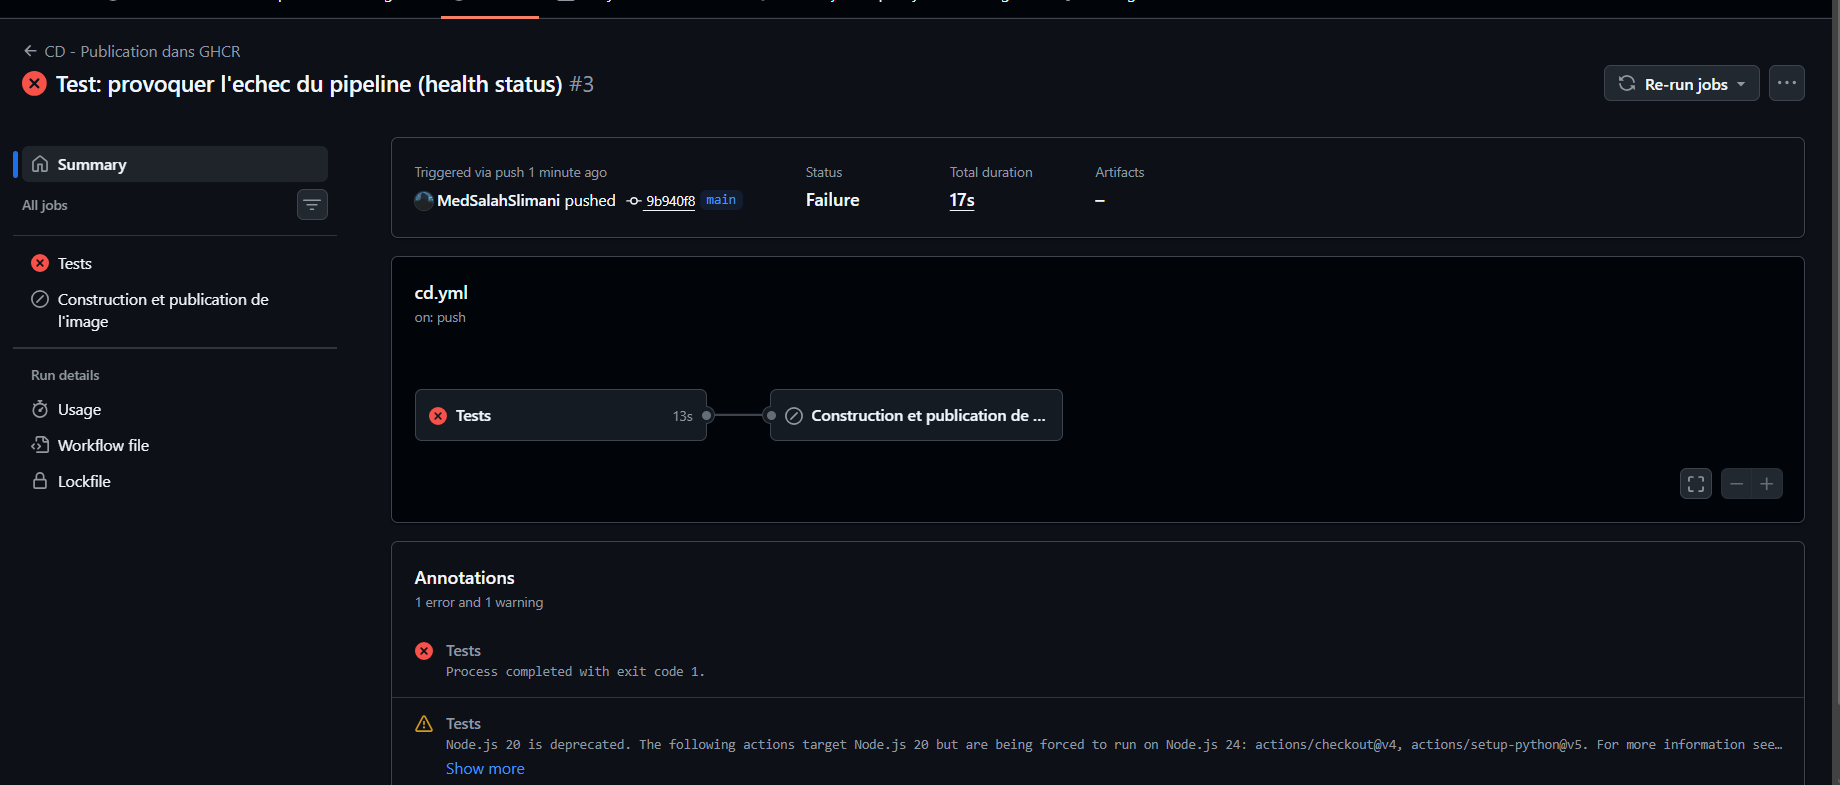 CD - Publication dans GHCR
Test: provoquer l'echec du pipeline (health status) #3
Re-run jobs
Summary
All jobs
Tests
Construction et publication de
l'image
Run details
Usage
Workflow file
Lockfile
Triggered via push 1 minute ago
MedSalahSlimani pushed 9b940f8 main
Status
Failure
Total duration
17s
Artifacts
–
cd.yml
on: push
Tests 13s
Construction et publication de ...
Annotations
1 error and 1 warning
Tests
Process completed with exit code 1.
Tests
Node.js 20 is deprecated. The following actions target Node.js 20 but are being forced to run on Node.js 24: actions/checkout@v4, actions/setup-python@v5. For more information see…
Show more